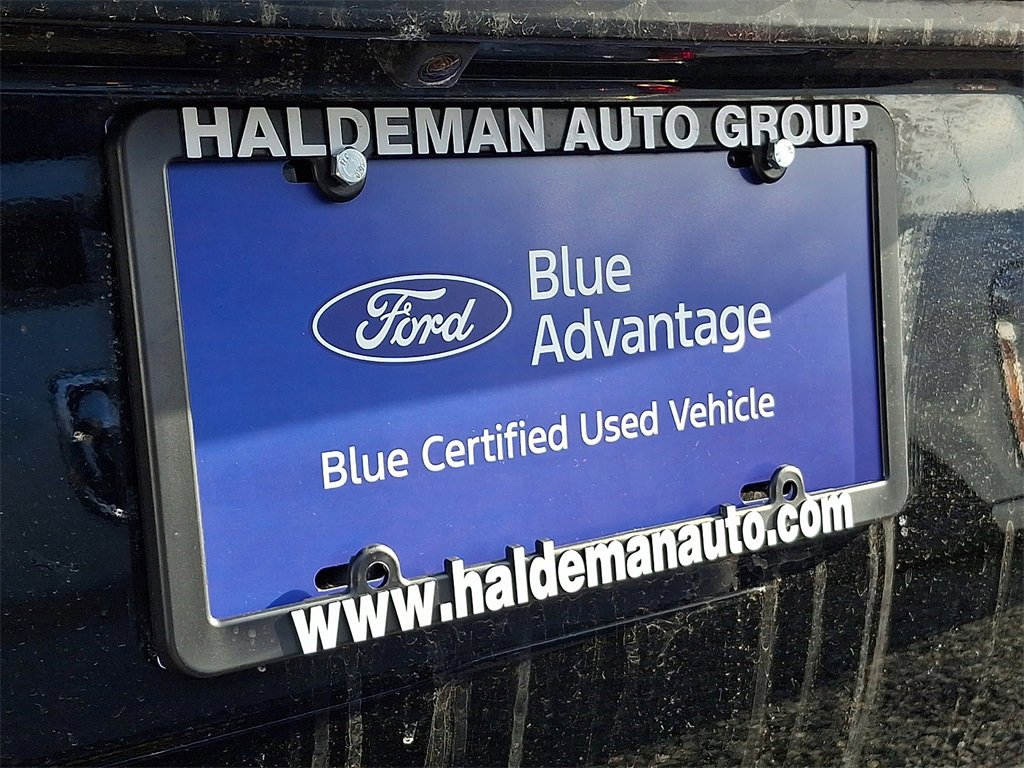 HALDEMAN AUTO GROUP
Ford
Blue
Advantage
Blue Certified Used Vehicle
www.haldemanauto.com